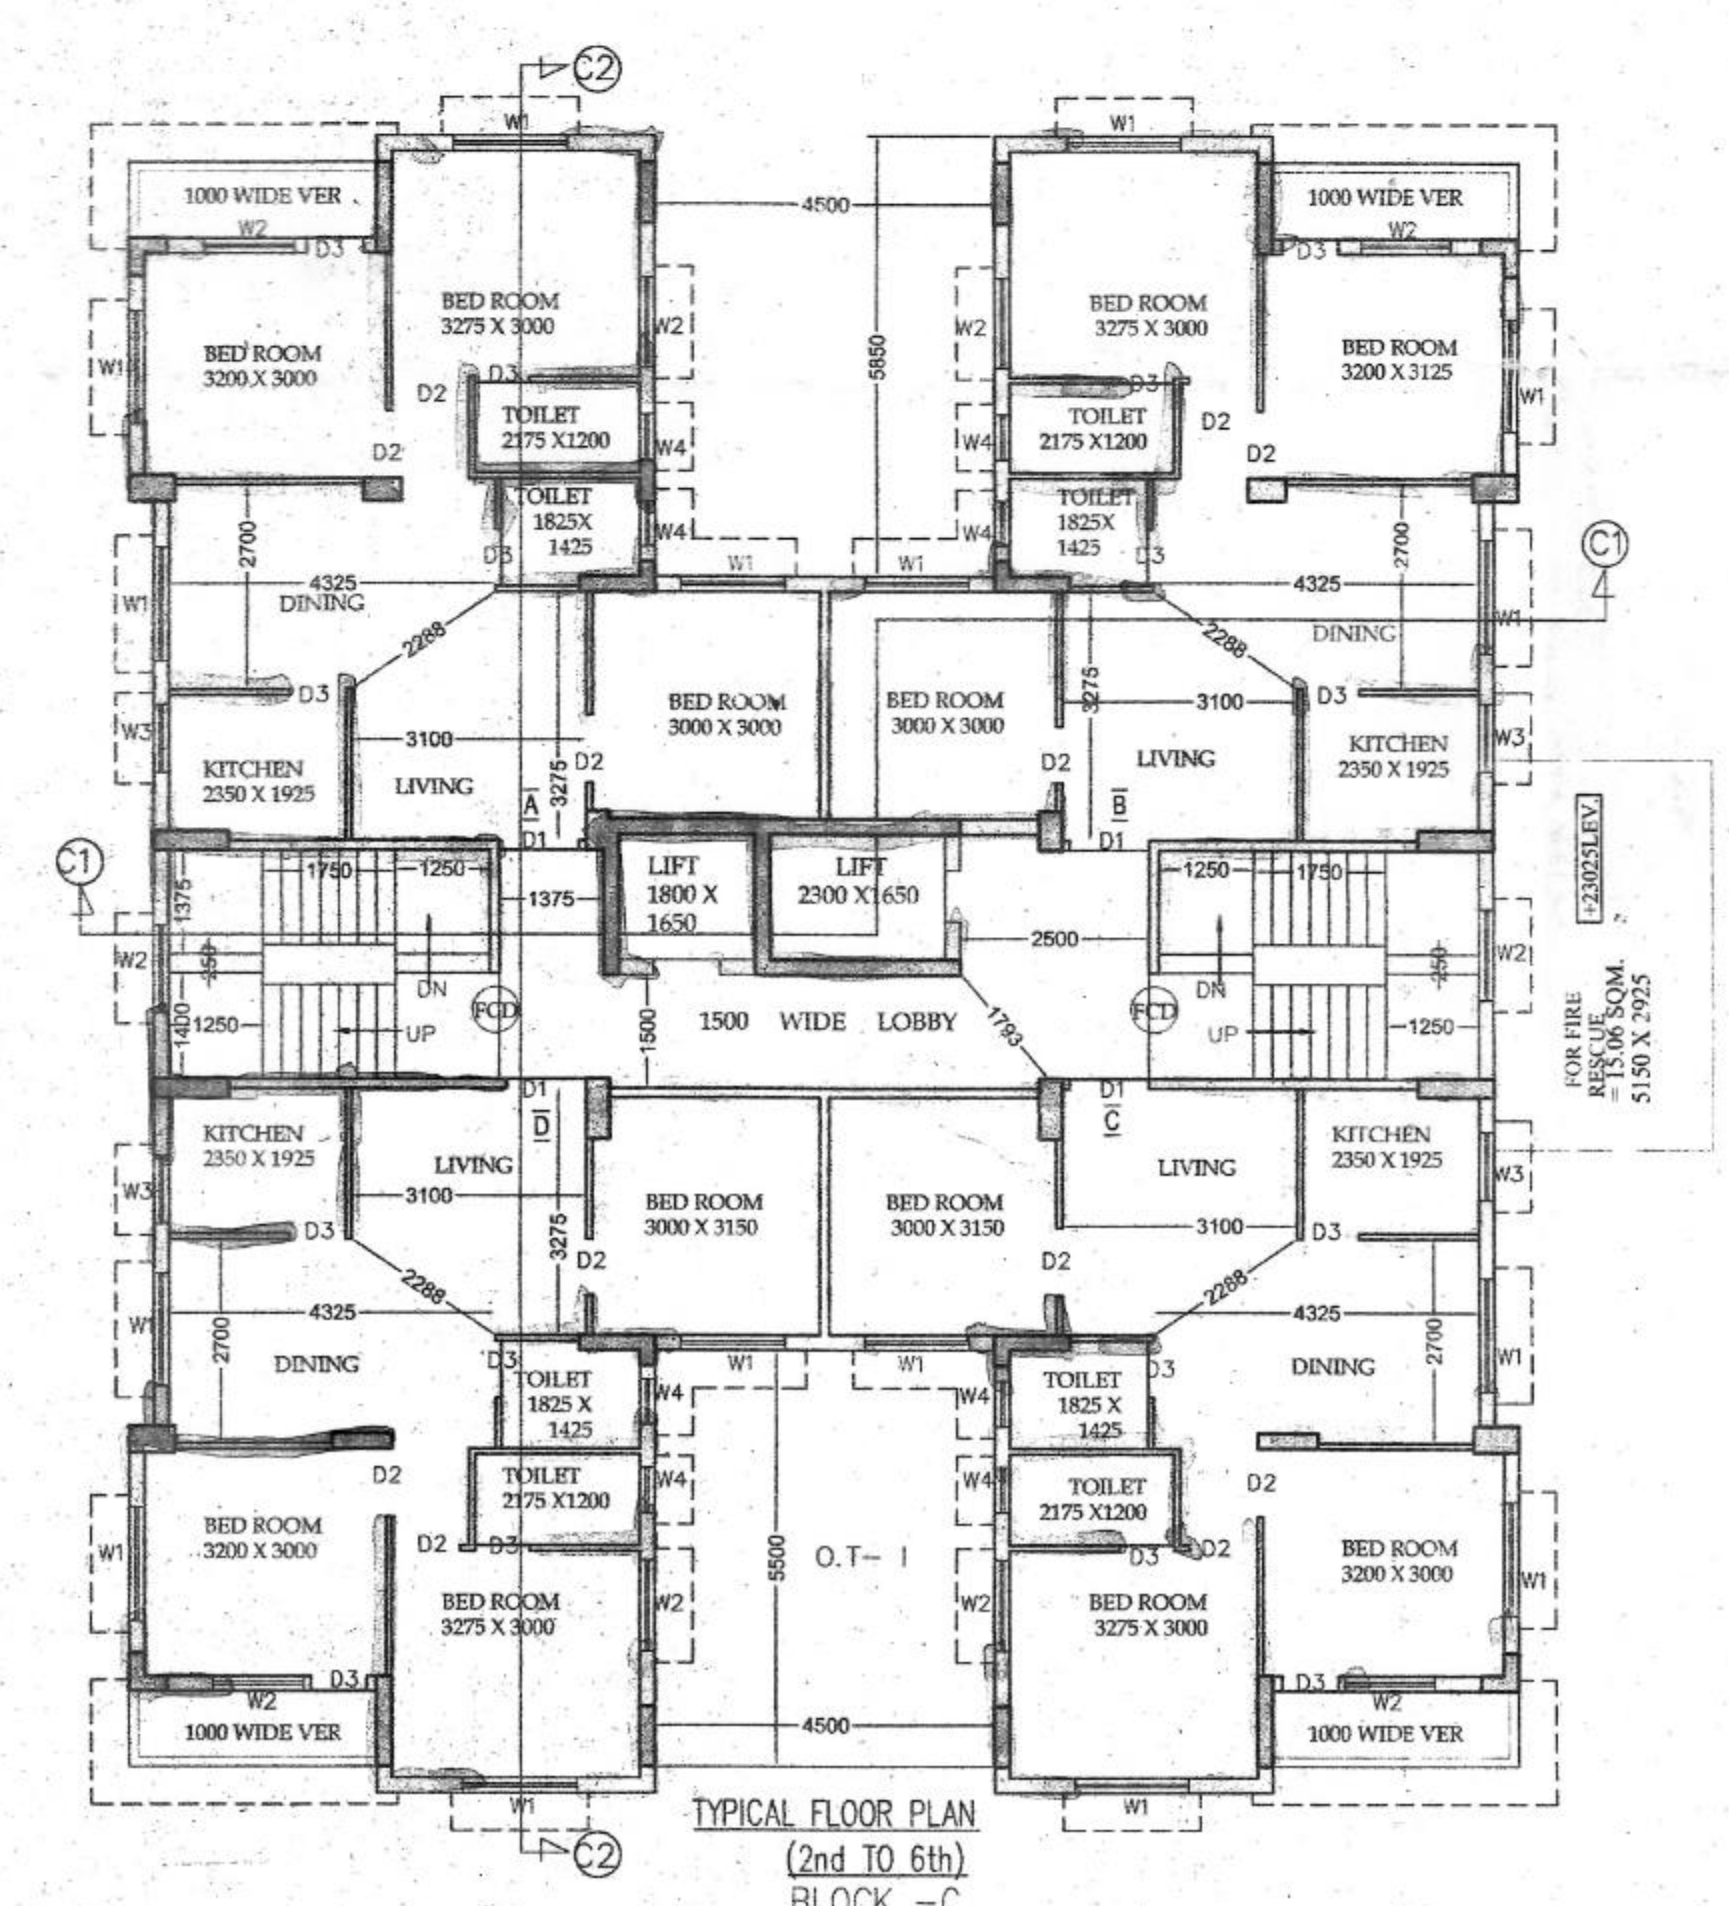 C2
W1
W1
1000 WIDE VER
1000 WIDE VER
4500
W2
D3
D3
W2
BED ROOM
3275 X 3000
BED ROOM
3275 X 3000
W2
W2
5850
BED ROOM
3200 X 3000
BED ROOM
3200 X 3125
W1
W1
D3
D3
D2
D2
TOILET
2175 X1200
TOILET
2175 X1200
W4
W4
D2
D2
TOILET
1825X
1425
TOILET
1825X
1425
W4
W4
D3
D3
2700
2700
C1
W1
W1
4325
DINING
4325
DINING
W1
W1
2288
2288
D3
D3
BED ROOM
3000 X 3000
BED ROOM
3000 X 3000
3100
3100
3275
3275
W3
W3
KITCHEN
2350 X 1925
LIVING
LIVING
KITCHEN
2350 X 1925
D2
D2
A
B
D1
D1
C1
1750
1250
1375
LIFT
1800 X
1650
LIFT
2300 X1650
1250
1750
1375
250
1400
1250
2500
W2
W2
250
DN
UP
FCD
1500
1500 WIDE LOBBY
1793
FCD
DN
UP
1250
+23025LEV.
FOR FIRE
RESCUE
= 15.06 SQM.
5150 X 2925
D1
D1
D
C
KITCHEN
2350 X 1925
LIVING
LIVING
KITCHEN
2350 X 1925
W3
W3
3100
3100
BED ROOM
3000 X 3150
BED ROOM
3000 X 3150
D3
D3
3275
D2
D2
2288
2288
4325
4325
W1
W1
2700
2700
DINING
DINING
W1
W1
D3
D3
TOILET
1825 X
1425
TOILET
1825 X
1425
W4
W4
D2
D2
TOILET
2175 X1200
TOILET
2175 X1200
W4
W4
D2
D3
D3
D2
BED ROOM
3200 X 3000
BED ROOM
3200 X 3000
W1
W1
5500
O.T- 1
BED ROOM
3275 X 3000
BED ROOM
3275 X 3000
W2
W2
D3
D3
W2
W2
1000 WIDE VER
1000 WIDE VER
4500
W1
W1
C2
TYPICAL FLOOR PLAN
(2nd TO 6th)
BLOCK -C